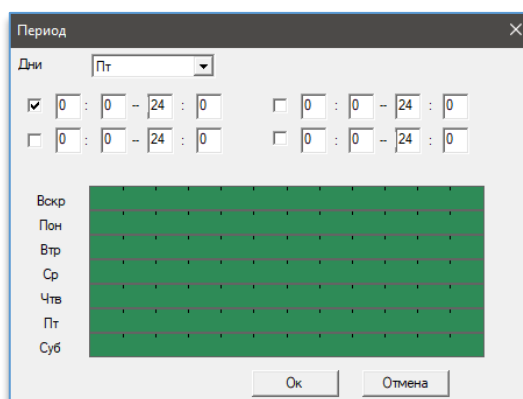 Период
Дни Пт
0 : 0 – 24 : 0 0 : 0 – 24 : 0
0 : 0 – 24 : 0 0 : 0 – 24 : 0
Вскр
Пон
Втр
Ср
Чтв
Пт
Суб
Ок Отмена